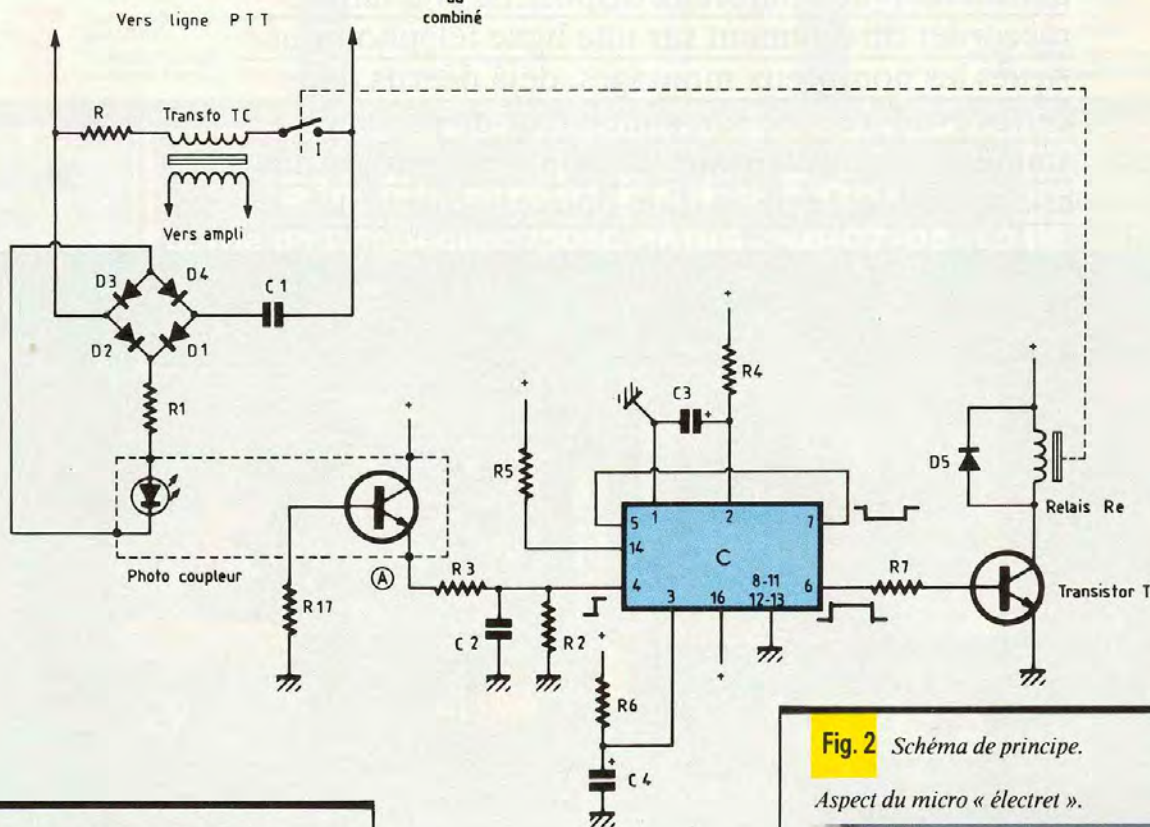 Vers ligne PTT
combiné
R
Transfo TC
I
Vers ampli
D3
D4
C1
D2
D1
R1
Photo coupleur
+
A
R17
R3
C2
R2
+
R5
+
R4
C3
+
5
1
2
7
14
C
4
3
16
8-11
12-13
6
+
R6
+
C4
+
R7
+
D5
Relais Re
Transistor T
Fig. 2 Schéma de principe.
Aspect du micro « électret ».